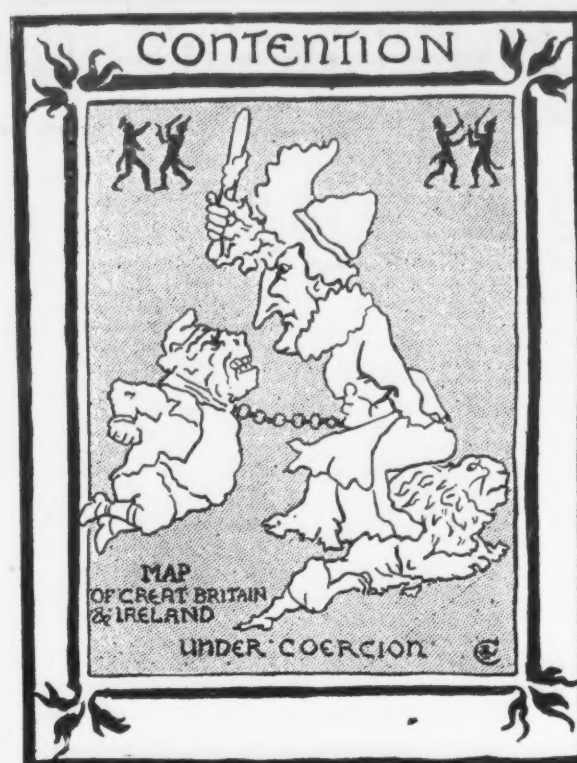 CONTENTION
MAP
OF GREAT BRITAIN
& IRELAND
UNDER COERCION